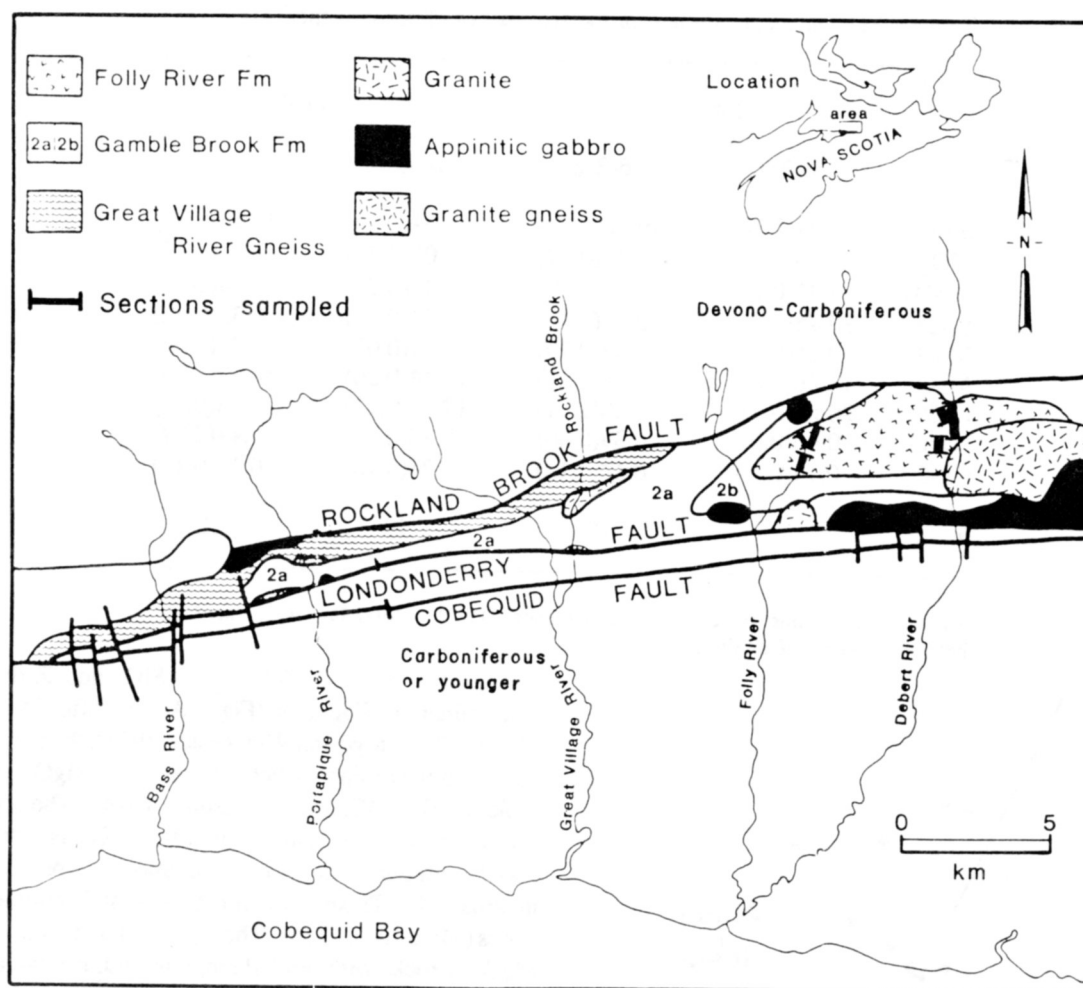 Folly River Fm
2a
2b
Gamble Brook Fm
Great Village
River Gneiss
Sections sampled
Granite
Appinitic gabbro
Granite gneiss
Location
area
NOVA SCOTIA
- N -
Devono-Carboniferous
Rockland Brook
ROCKLAND BROOK FAULT
2a
2b
2a
2a
LONDONDERRY FAULT
COBEQUID FAULT
Carboniferous
or younger
Bass River
Portapique River
Great Village River
Folly River
Debert River
0 5
km
Cobequid Bay